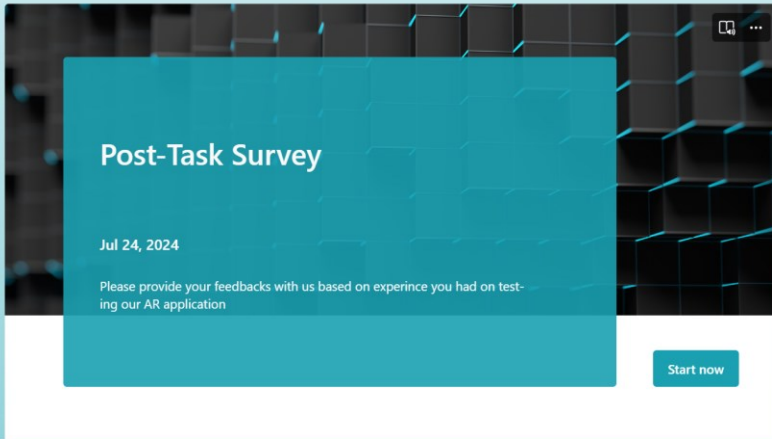 Post-Task Survey
Jul 24, 2024
Please provide your feedbacks with us based on experince you had on test-
ing our AR application
Start now